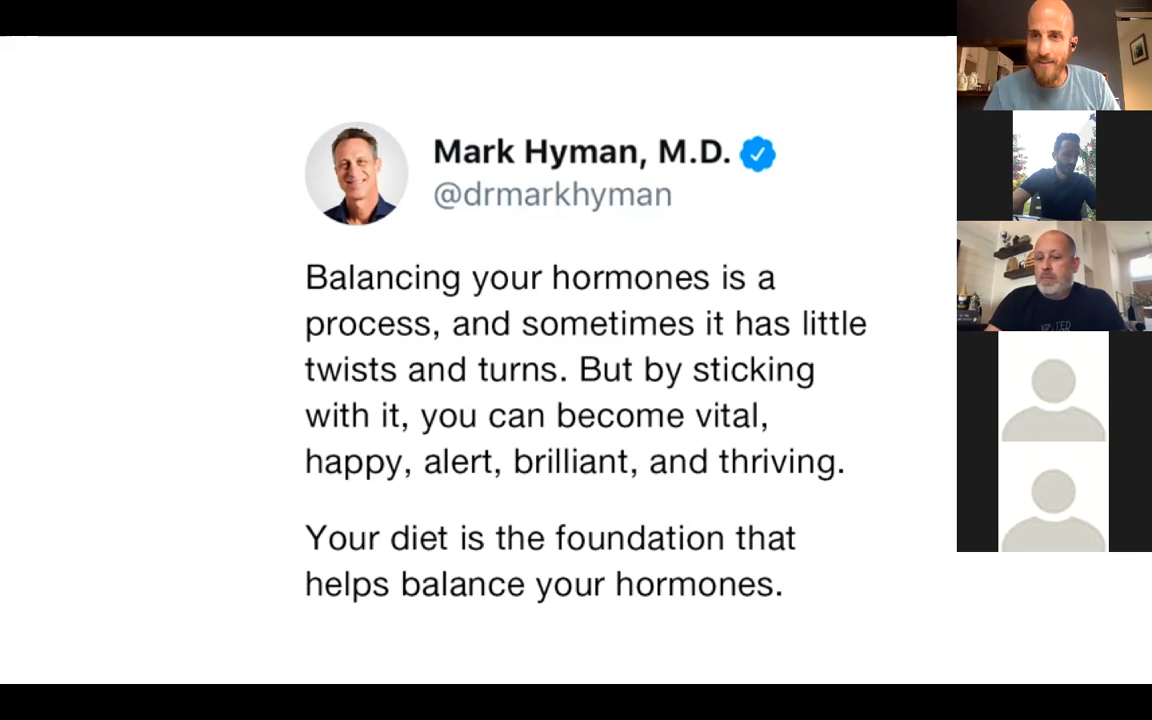 Mark Hyman, M.D.
@drmarkhyman
Balancing your hormones is a
process, and sometimes it has little
twists and turns. But by sticking
with it, you can become vital,
happy, alert, brilliant, and thriving.
Your diet is the foundation that
helps balance your hormones.